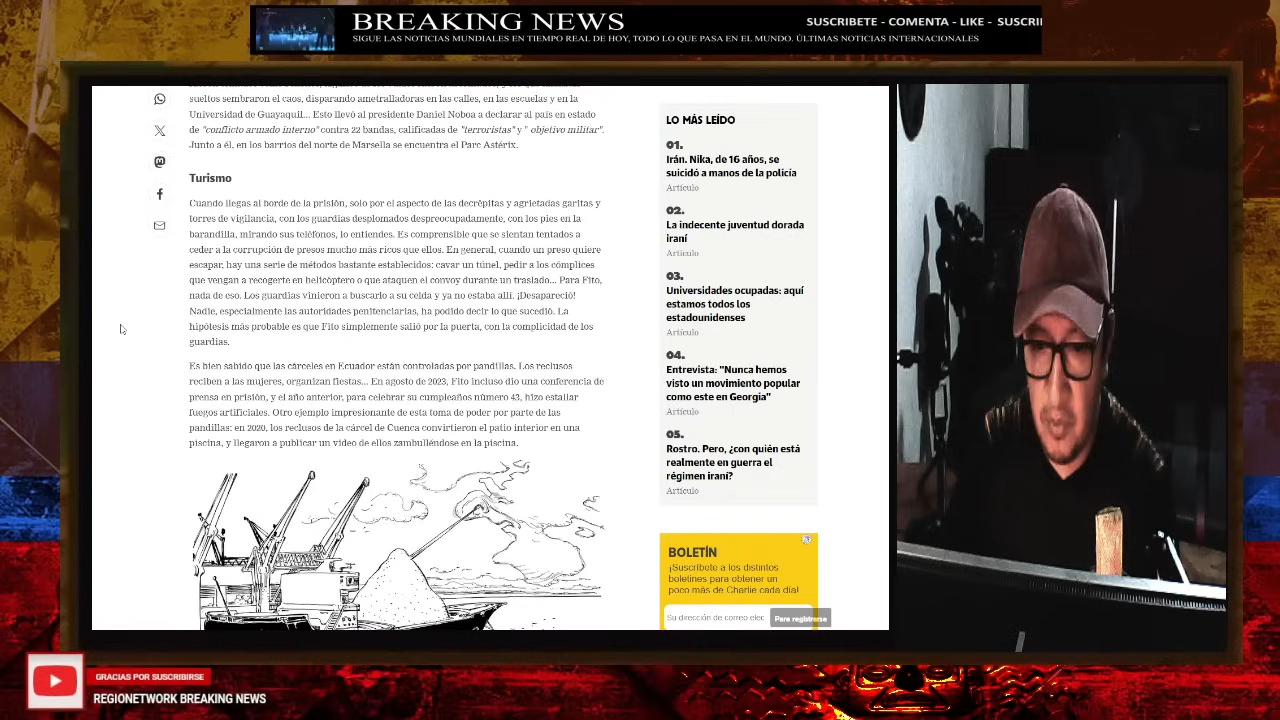 BREAKING NEWS
SUSCRIBETE - COMENTA - LIKE - SUSCRI
SIGUE LAS NOTICIAS MUNDIALES EN TIEMPO REAL DE HOY, TODO LO QUE PASA EN EL MUNDO. ÚLTIMAS NOTICIAS INTERNACIONALES
sueltos sembraron el caos, disparando ametralladoras en las calles, en las escuelas y en la
Universidad de Guayaquil... Esto llevó al presidente Daniel Noboa a declarar al país en estado
de "conflicto armado interno" contra 22 bandas, calificadas de "terroristas" y " objetivo militar".
Junto a él, en los barrios del norte de Marsella se encuentra el Parc Astérix.
Turismo
Cuando llegas al borde de la prisión, solo por el aspecto de las decrépitas y agrietadas garitas y
torres de vigilancia, con los guardias desplomados despreocupadamente, con los pies en la
barandilla, mirando sus teléfonos, lo entiendes. Es comprensible que se sientan tentados a
ceder a la corrupción de presos mucho más ricos que ellos. En general, cuando un preso quiere
escapar, hay una serie de métodos bastante establecidos: cavar un túnel, pedir a los cómplices
que vengan a recogerte en helicóptero o que ataquen el convoy durante un traslado... Para Fito,
nada de eso. Los guardias vinieron a buscarlo a su celda y ya no estaba allí. ¡Desapareció!
Nadie, especialmente las autoridades penitenciarias, ha podido decir lo que sucedió. La
hipótesis más probable es que Fito simplemente salió por la puerta, con la complicidad de los
guardias.
Es bien sabido que las cárceles en Ecuador están controladas por pandillas. Los reclusos
reciben a las mujeres, organizan fiestas... En agosto de 2023, Fito incluso dio una conferencia de
prensa en prisión, y el año anterior, para celebrar su cumpleaños número 43, hizo estallar
fuegos artificiales. Otro ejemplo impresionante de esta toma de poder por parte de las
pandillas: en 2020, los reclusos de la cárcel de Cuenca convirtieron el patio interior en una
piscina, y llegaron a publicar un video de ellos zambulléndose en la piscina.
LO MÁS LEÍDO
01.
Irán. Nika, de 16 años, se
suicidó a manos de la policía
Artículo
02.
La indecente juventud dorada
iraní
Artículo
03.
Universidades ocupadas: aquí
estamos todos los
estadounidenses
Artículo
04.
Entrevista: "Nunca hemos
visto un movimiento popular
como este en Georgia"
Artículo
05.
Rostro. Pero, ¿con quién está
realmente en guerra el
régimen iraní?
Artículo
BOLETÍN
¡Suscríbete a los distintos
boletines para obtener un
poco más de Charlie cada día!
Su dirección de correo elec
Para registrarse
GRACIAS POR SUSCRIBIRSE
REGIONETWORK BREAKING NEWS